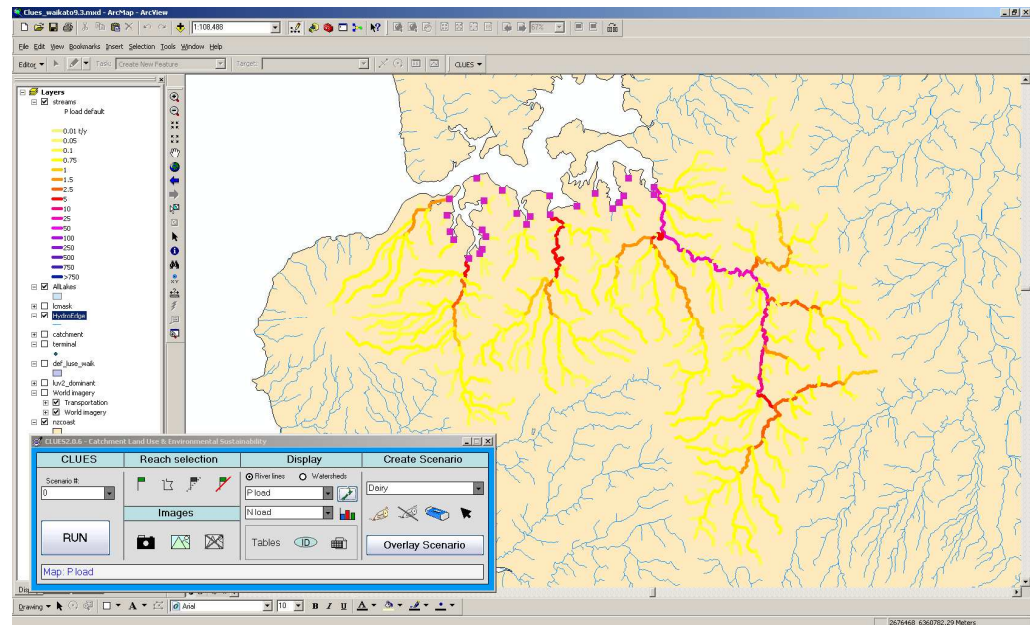 Clues_waikato9.3.mxd - ArcMap - ArcView
1:108,488
67%
File Edit View Bookmarks Insert Selection Tools Window Help
Editor Task: Create New Feature Target: CLUES
Layers
streams
P load default
0.01 t/y
0.05
0.1
0.75
1
1.5
2.5
5
10
25
50
100
250
500
750
>750
AllLakes
lcmask
HydroEdge
catchment
terminal
def_luse_waik
luv2_dominant
World imagery
Transportation
World imagery
nzcoast
CLUES2.0.6 - Catchment Land Use & Environmental Sustainability
CLUES Reach selection Display Create Scenario
Scenario #:
0
River lines Watersheds
P load
Dairy
N load
Images
RUN
Tables ID
Overlay Scenario
Map: P load
Drawing Arial 10 B I U A
2676468 6360782.29 Meters